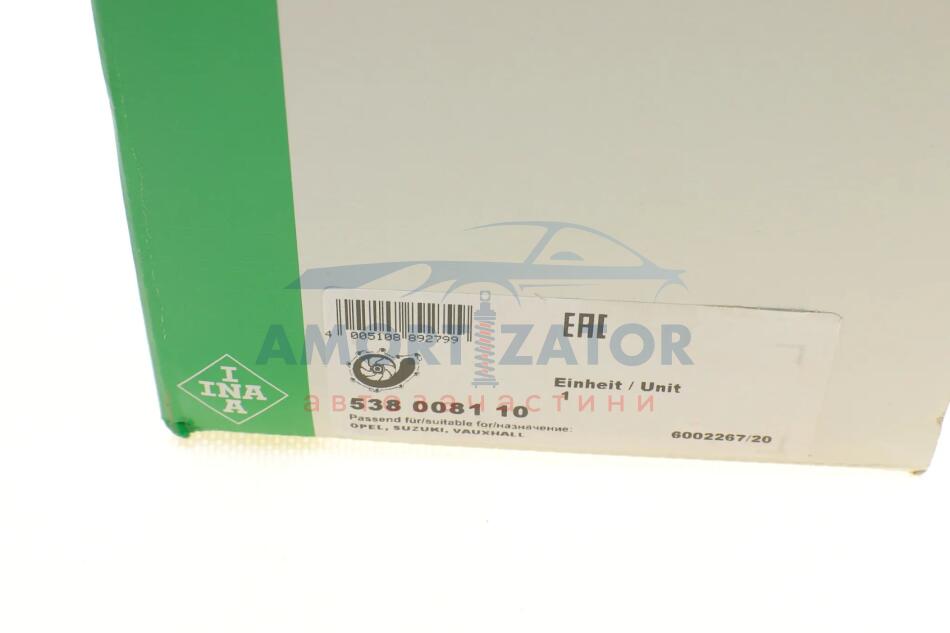 EAC
4 005108 892799
AMORTIZATOR
автозапчастини
INA
INA
Einheit / Unit
1
538 0081 10
Passend für/suitable for/назначение:
OPEL, SUZUKI, VAUXHALL
6002267/20